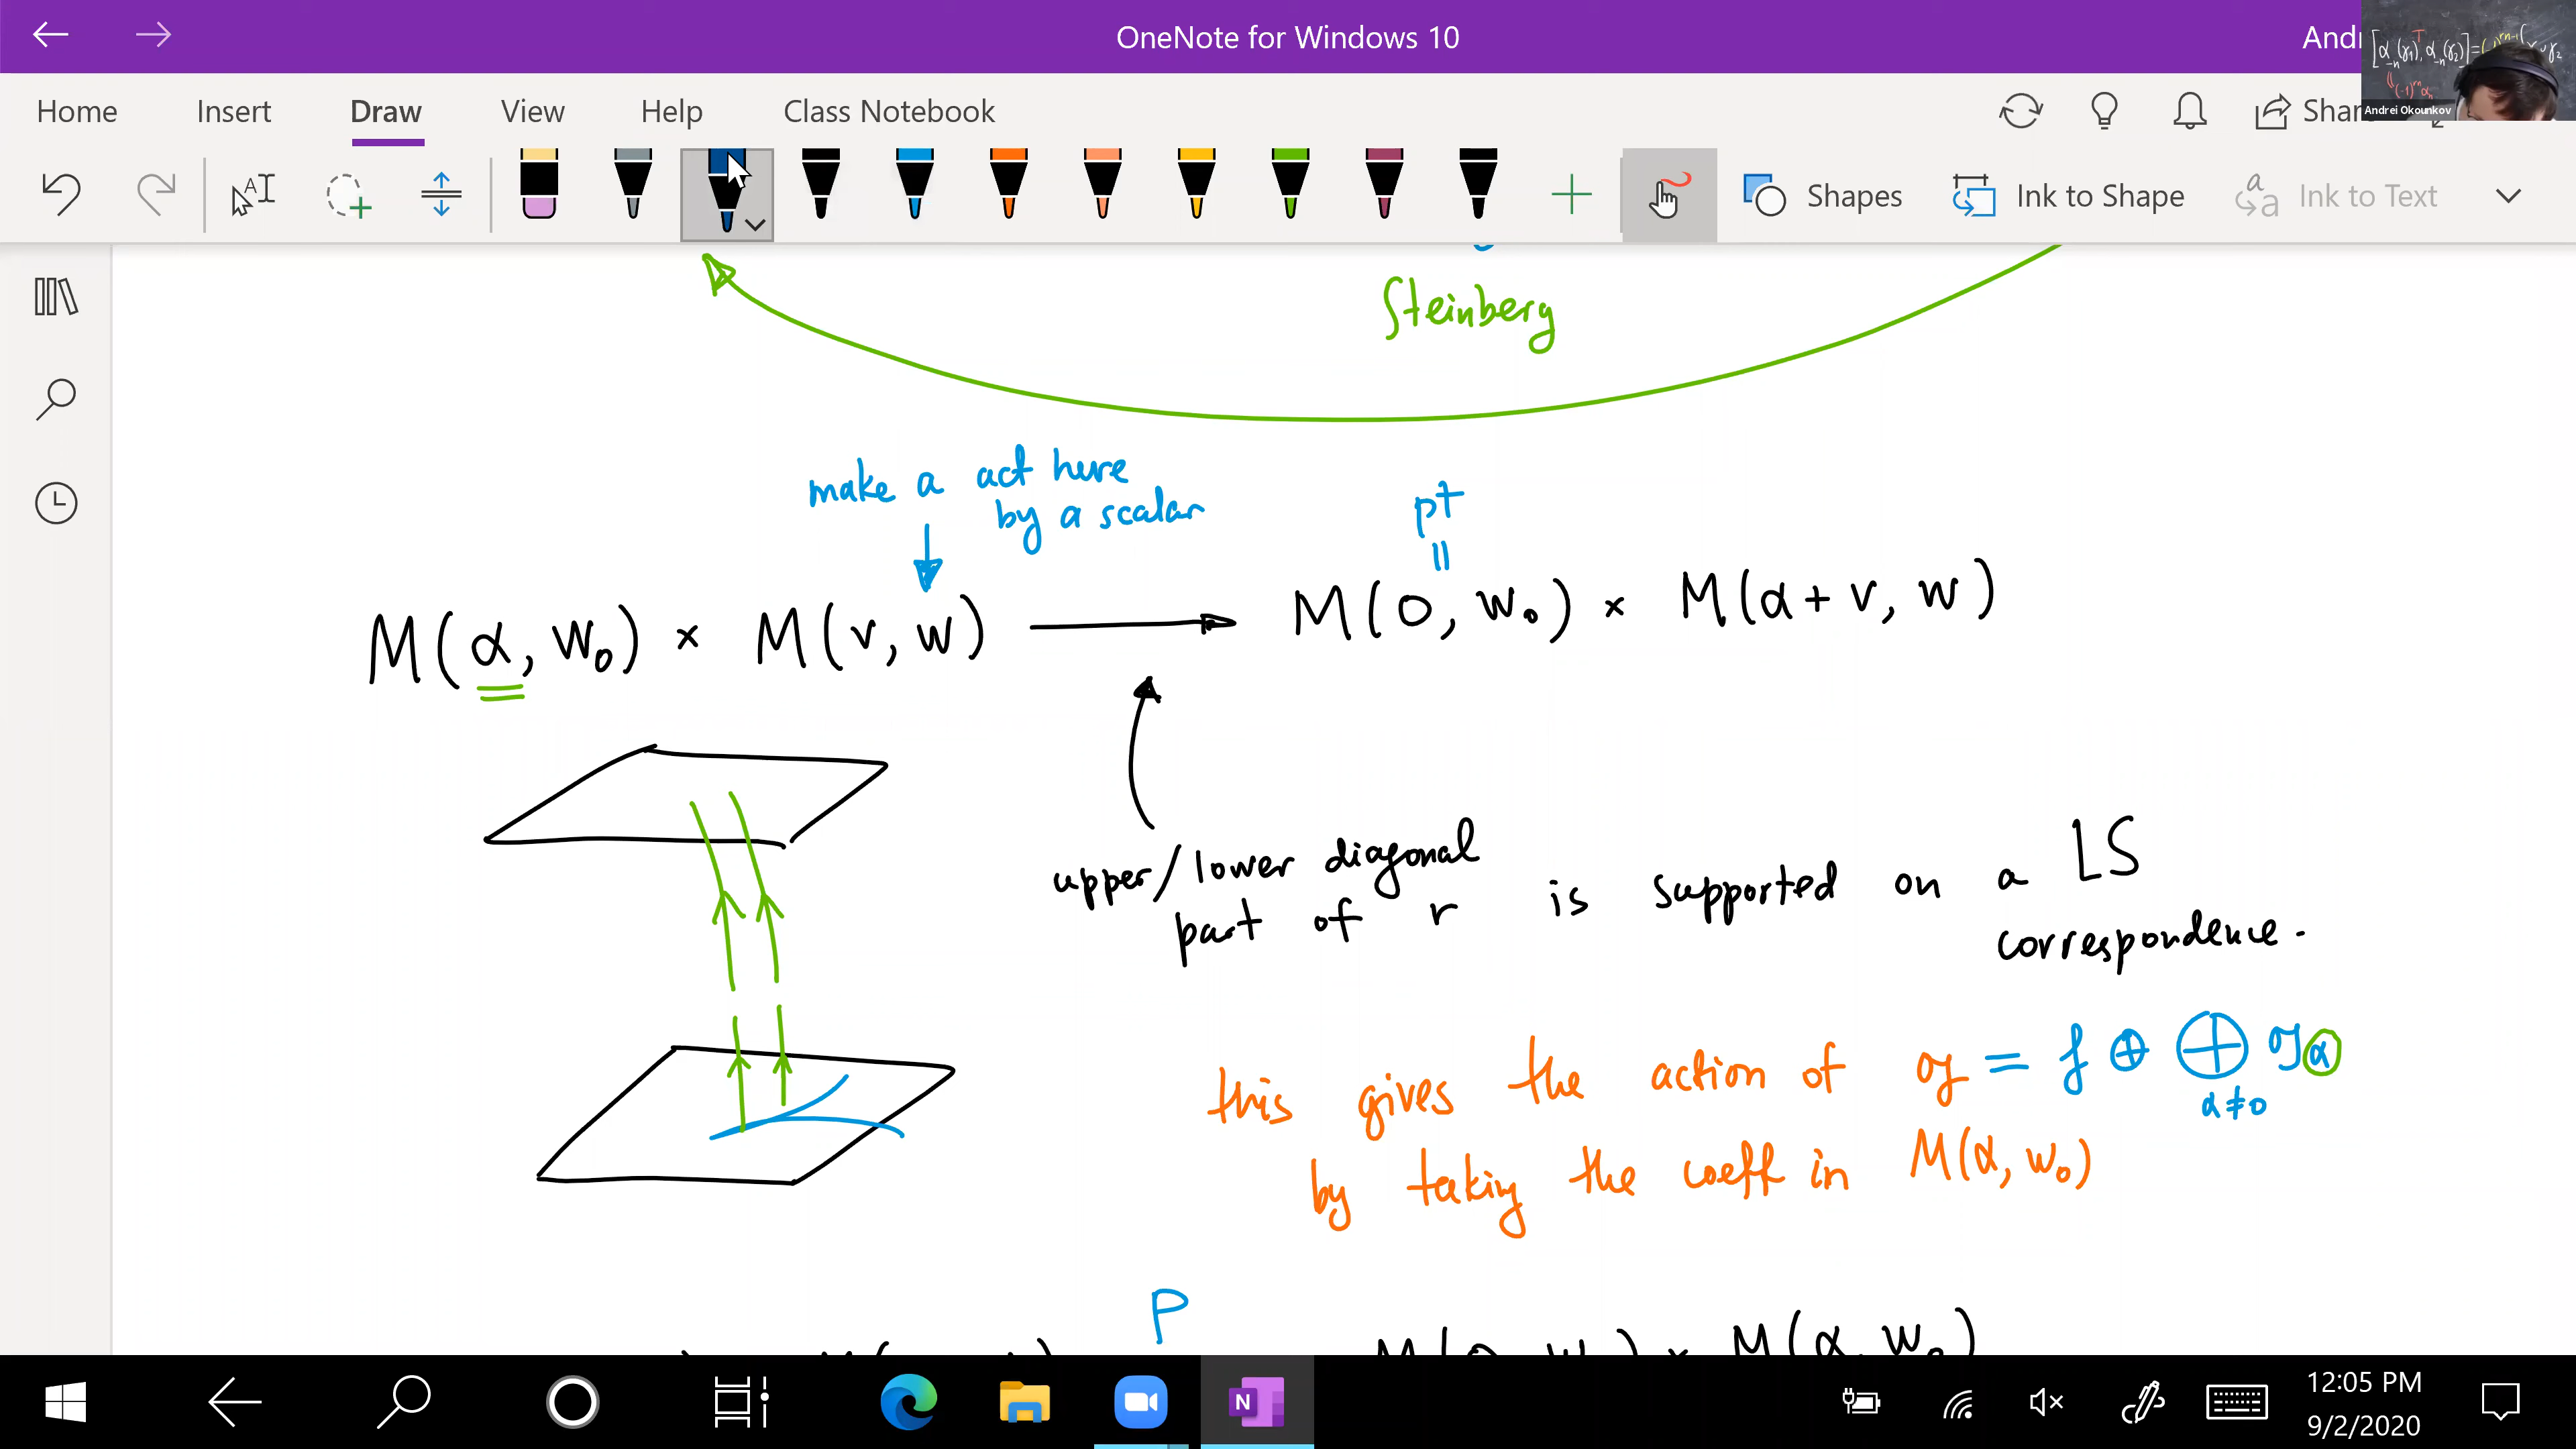 OneNote for Windows 10
Andrei Okounkov
Home Insert Draw View Help Class Notebook
Shapes Ink to Shape Ink to Text
Steinberg
make a act here
by a scalar
pt
||
M(α, w₀) × M(v, w) ⟶ M(0, w₀) × M(α + v, w)
upper/lower diagonal
part of r is supported on a LS
correspondence.
this gives the action of 𝔤 = 𝔥 ⊕ ⊕ 𝔤α
α≠0
by taking the coeff in M(α, w₀)
P
M(α, w₀)
12:05 PM
9/2/2020